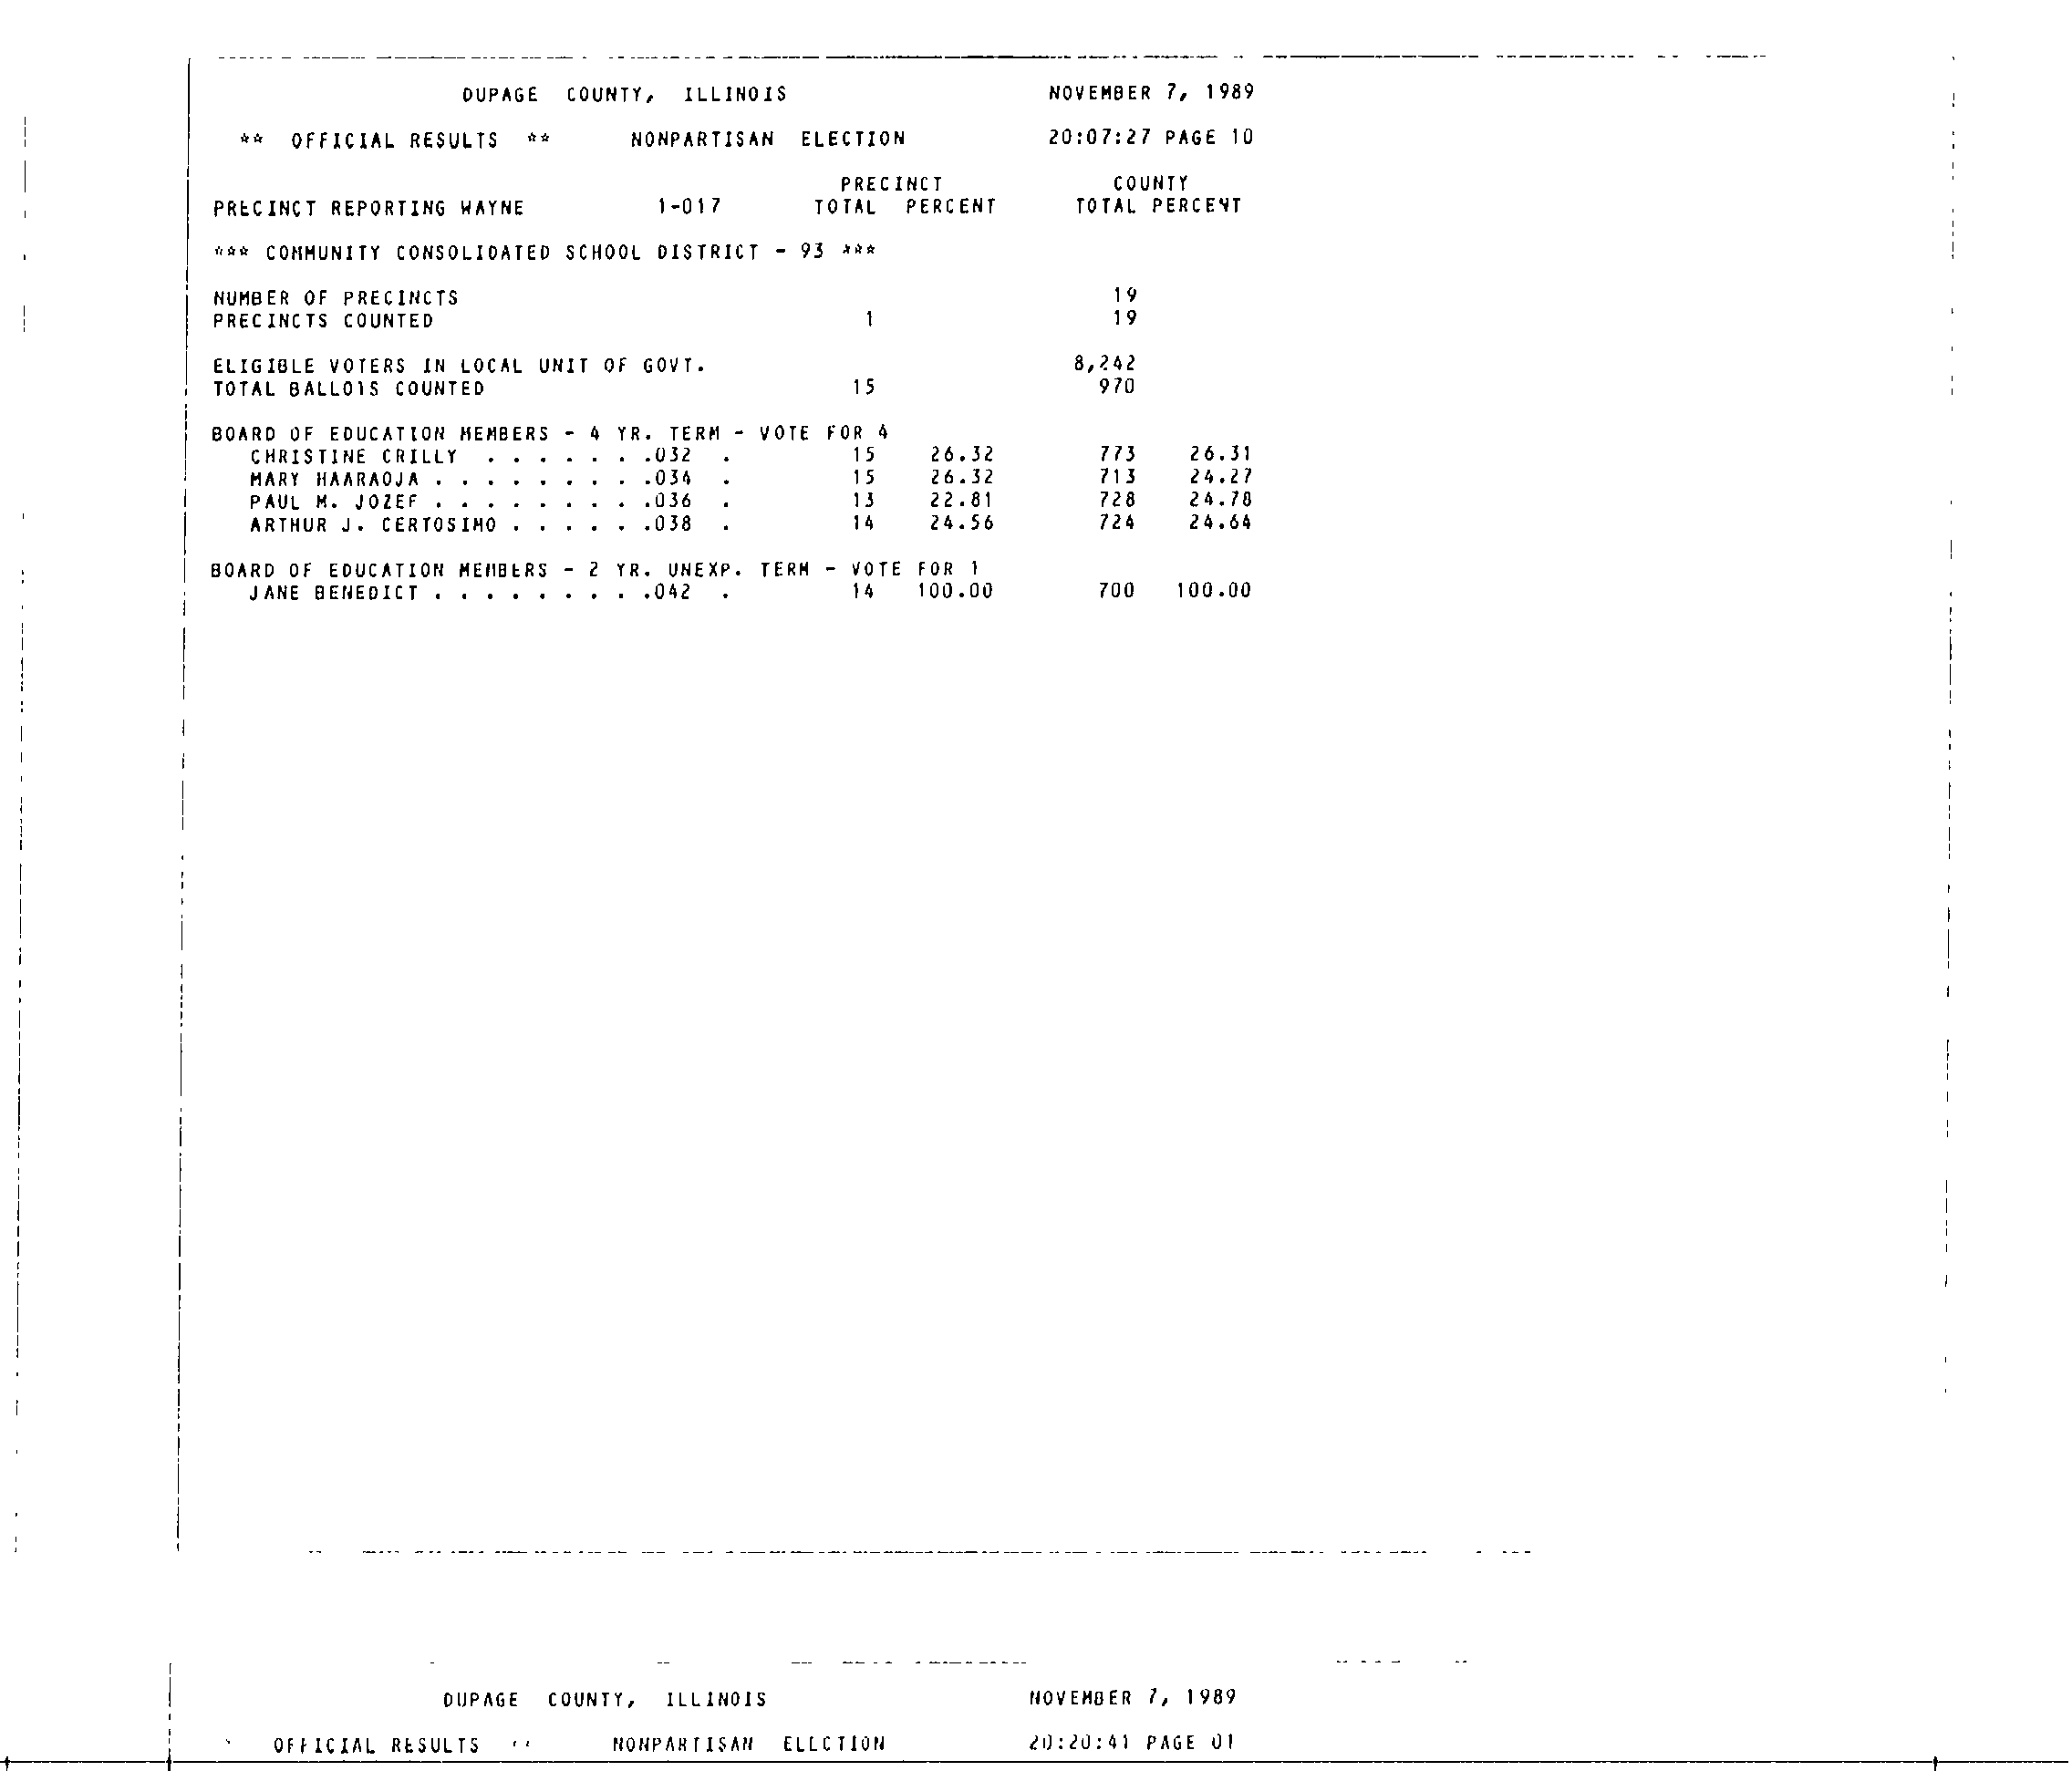 DUPAGE COUNTY, ILLINOIS NOVEMBER 7, 1989
** OFFICIAL RESULTS ** NONPARTISAN ELECTION 20:07:27 PAGE 10
PRECINCT COUNTY
PRECINCT REPORTING WAYNE 1-017 TOTAL PERCENT TOTAL PERCENT
*** COMMUNITY CONSOLIDATED SCHOOL DISTRICT - 93 ***
NUMBER OF PRECINCTS 19
PRECINCTS COUNTED 1 19
ELIGIBLE VOTERS IN LOCAL UNIT OF GOVT. 8,242
TOTAL BALLOTS COUNTED 15 970
BOARD OF EDUCATION MEMBERS - 4 YR. TERM - VOTE FOR 4
CHRISTINE CRILLY . . . . . . .032 . 15 26.32 773 26.31
MARY HAARAOJA . . . . . . . . .034 . 15 26.32 713 24.27
PAUL M. JOZEF . . . . . . . . .036 . 13 22.81 728 24.78
ARTHUR J. CERTOSIMO . . . . . .038 . 14 24.56 724 24.64
BOARD OF EDUCATION MEMBERS - 2 YR. UNEXP. TERM - VOTE FOR 1
JANE BENEDICT . . . . . . . . .042 . 14 100.00 700 100.00
DUPAGE COUNTY, ILLINOIS NOVEMBER 7, 1989
OFFICIAL RESULTS NONPARTISAN ELECTION 20:20:41 PAGE 01